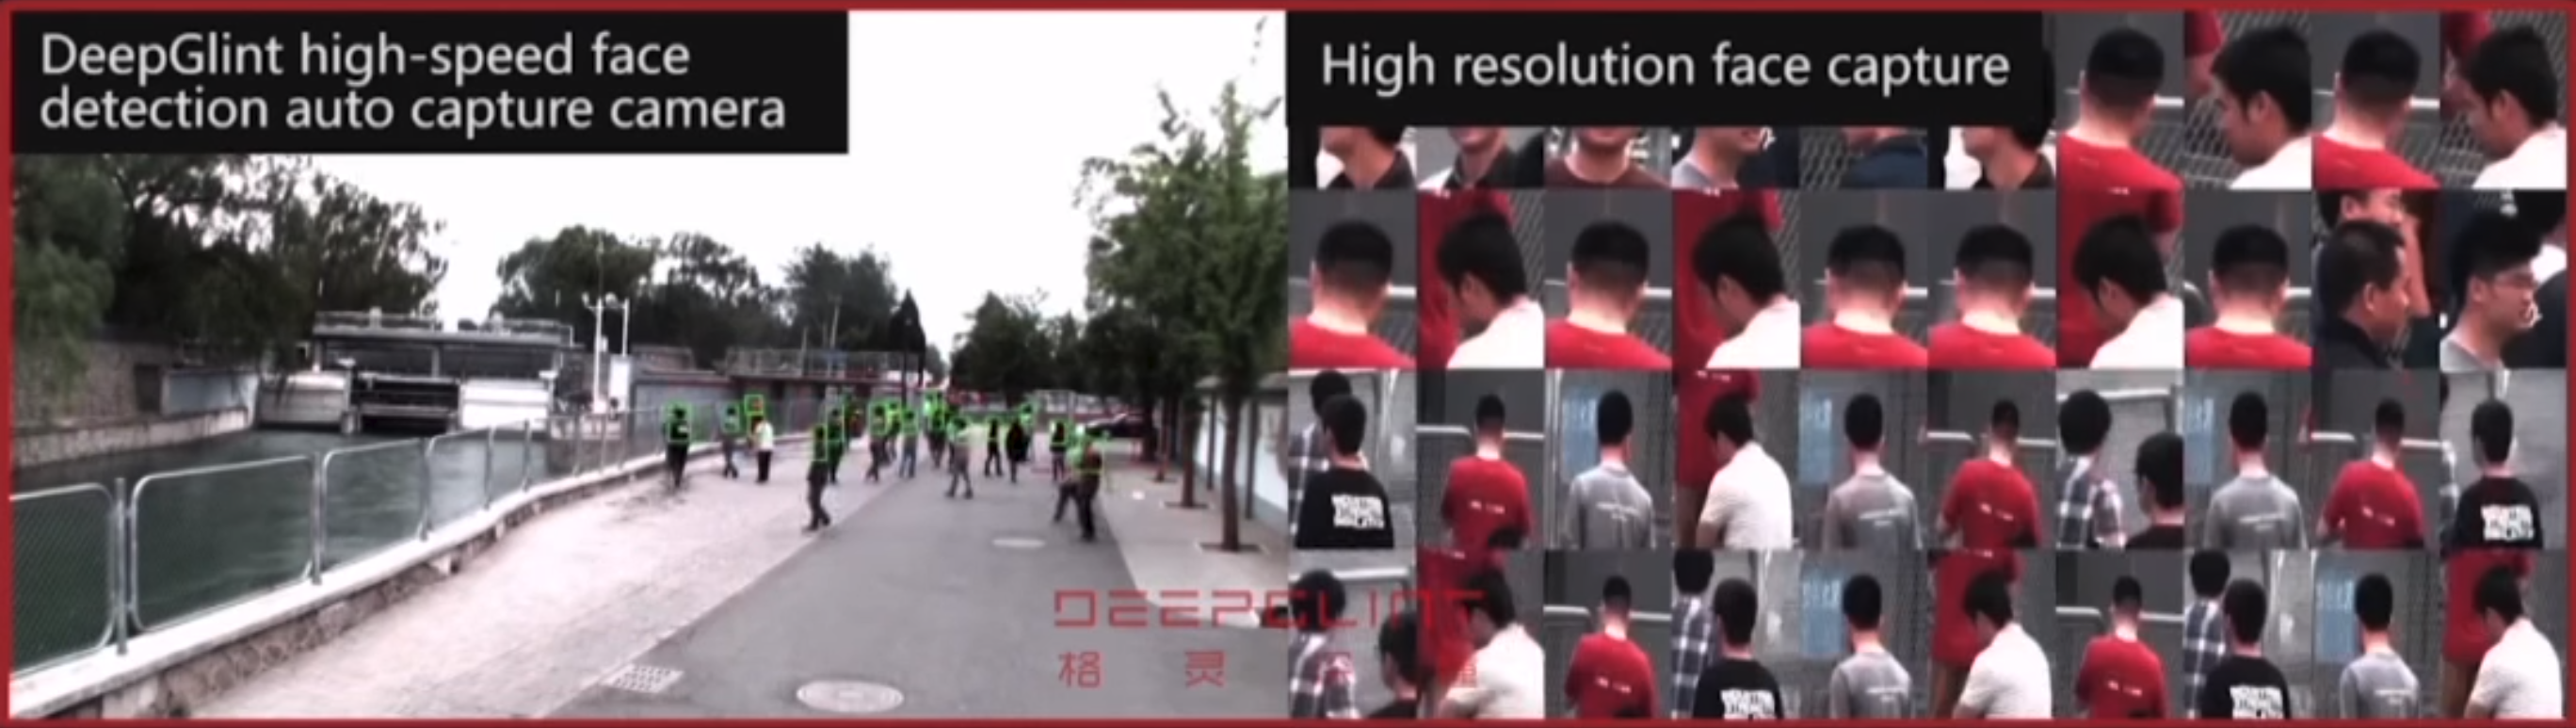 DeepGlint high-speed face
detection auto capture camera
High resolution face capture
DEEPGLINT
格灵